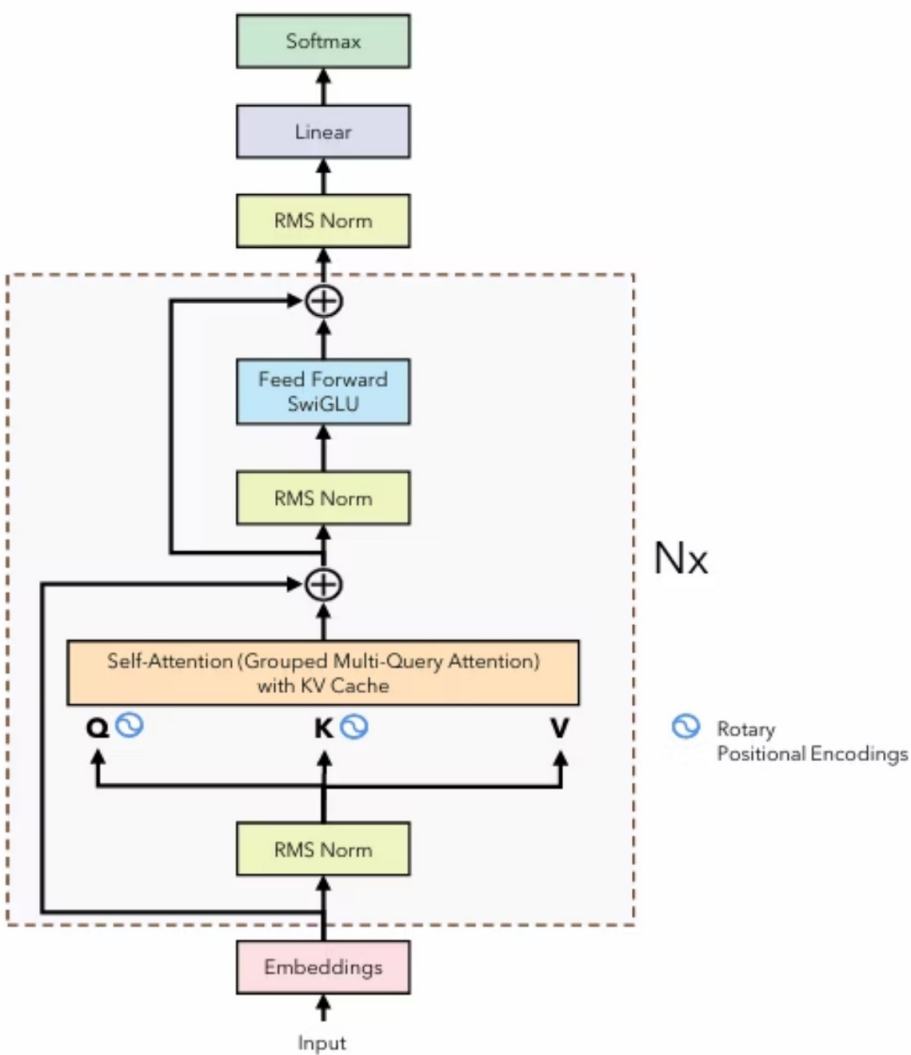 Softmax
Linear
RMS Norm
Feed Forward
SwiGLU
RMS Norm
Nx
Self-Attention (Grouped Multi-Query Attention)
with KV Cache
Q K V
Rotary
Positional Encodings
RMS Norm
Embeddings
Input